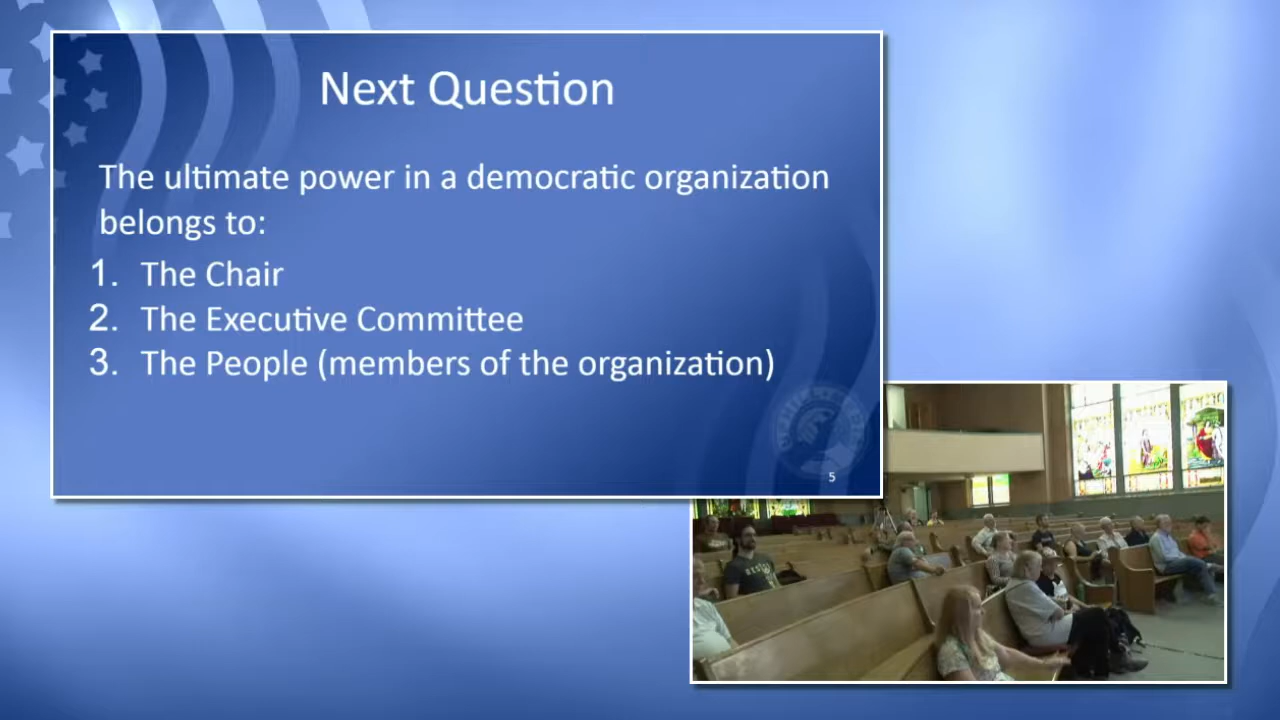 Next Question
The ultimate power in a democratic organization
belongs to:
1. The Chair
2. The Executive Committee
3. The People (members of the organization)
5